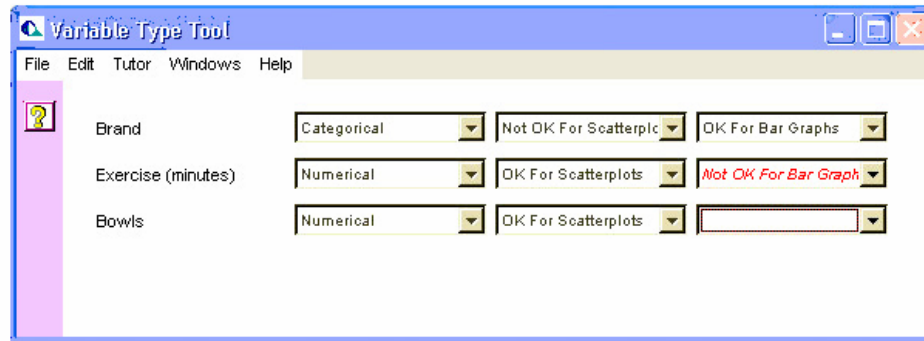 Variable Type Tool
File Edit Tutor Windows Help
?
Brand Categorical Not OK For Scatterplc OK For Bar Graphs
Exercise (minutes) Numerical OK For Scatterplots Not OK For Bar Graph
Bowls Numerical OK For Scatterplots